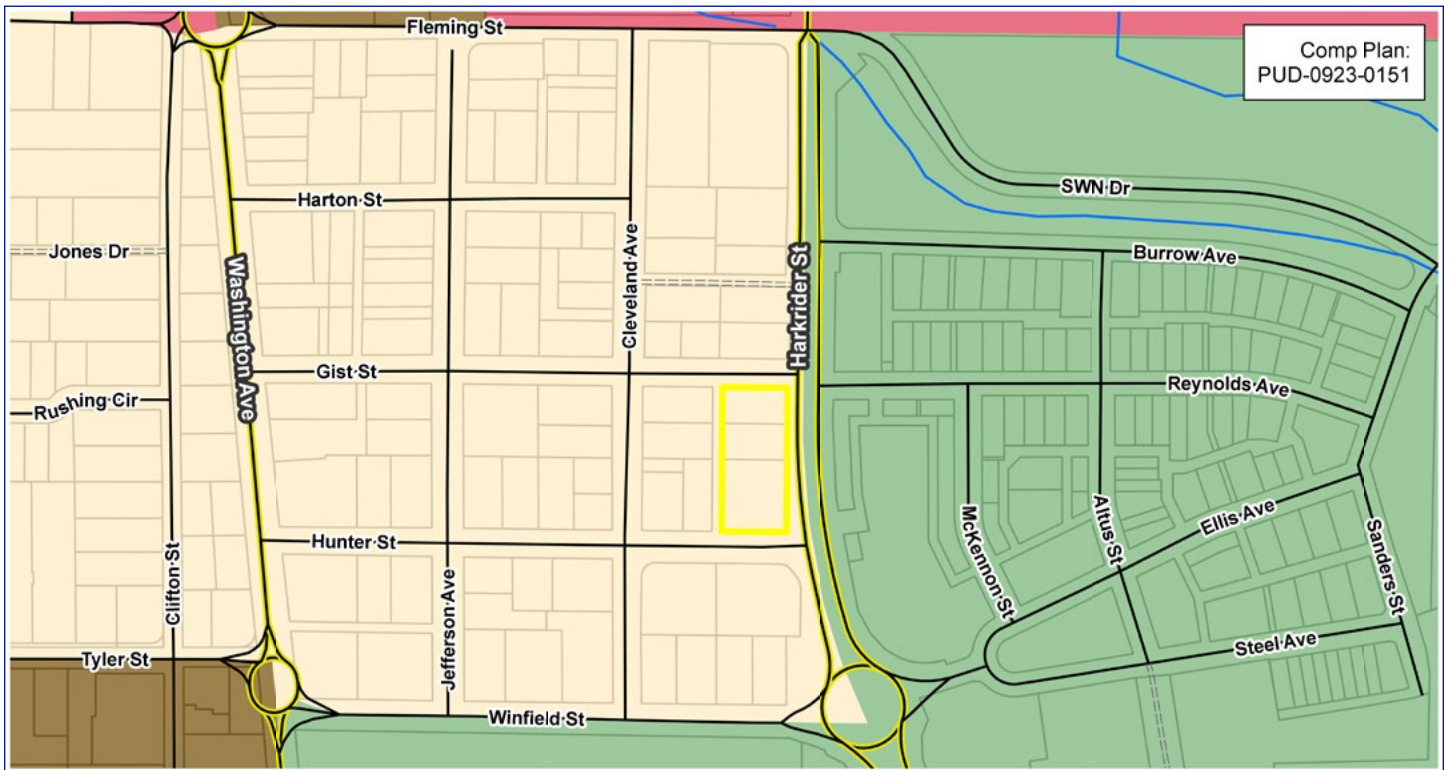 Fleming St
Comp Plan:
PUD-0923-0151
SWN Dr
Harton St
Jones Dr
Burrow Ave
Washington Ave
Cleveland Ave
Harkrider St
Gist St
Reynolds Ave
Rushing Cir
McKennon St
Altus St
Ellis Ave
Sanders St
Hunter St
Clifton St
Jefferson Ave
Steel Ave
Tyler St
Winfield St